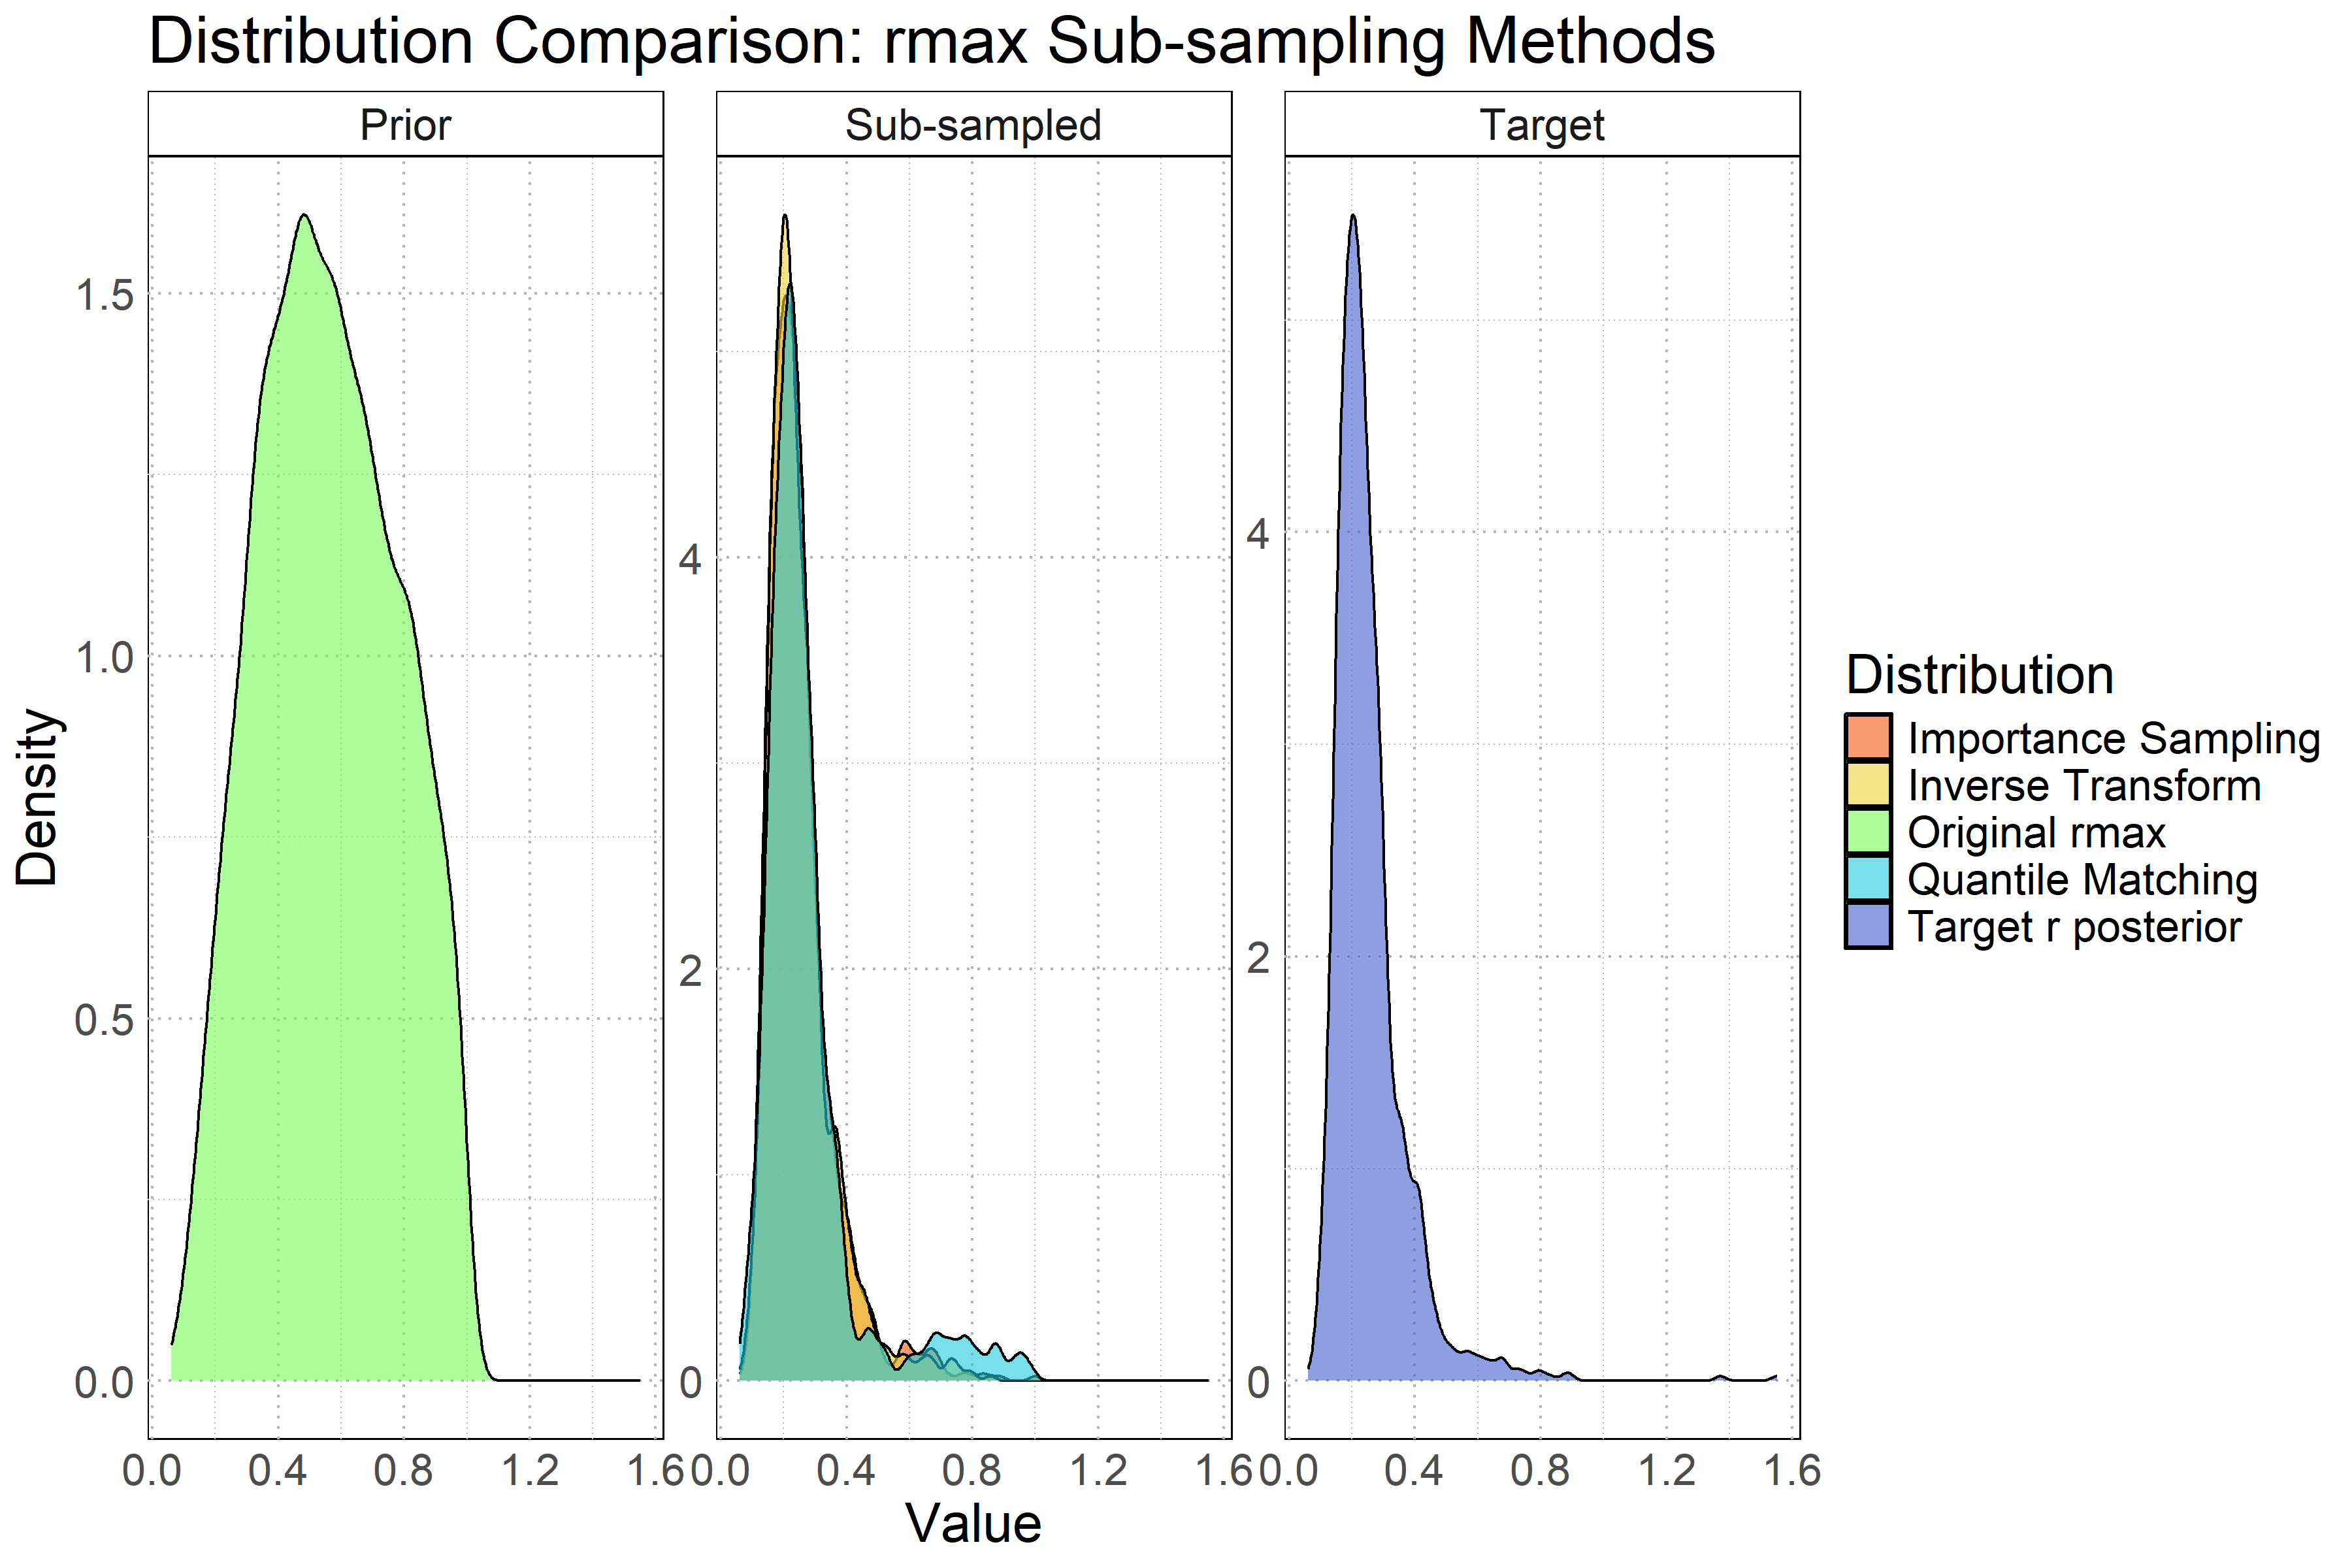 Distribution Comparison: rmax Sub-sampling Methods
Prior
Sub-sampled
Target
Density
1.5
1.0
0.5
0.0
4
2
0
4
2
0
0.0 0.4 0.8 1.2 1.6
0.0 0.4 0.8 1.2 1.6
0.0 0.4 0.8 1.2 1.6
Value
Distribution
Importance Sampling
Inverse Transform
Original rmax
Quantile Matching
Target r posterior